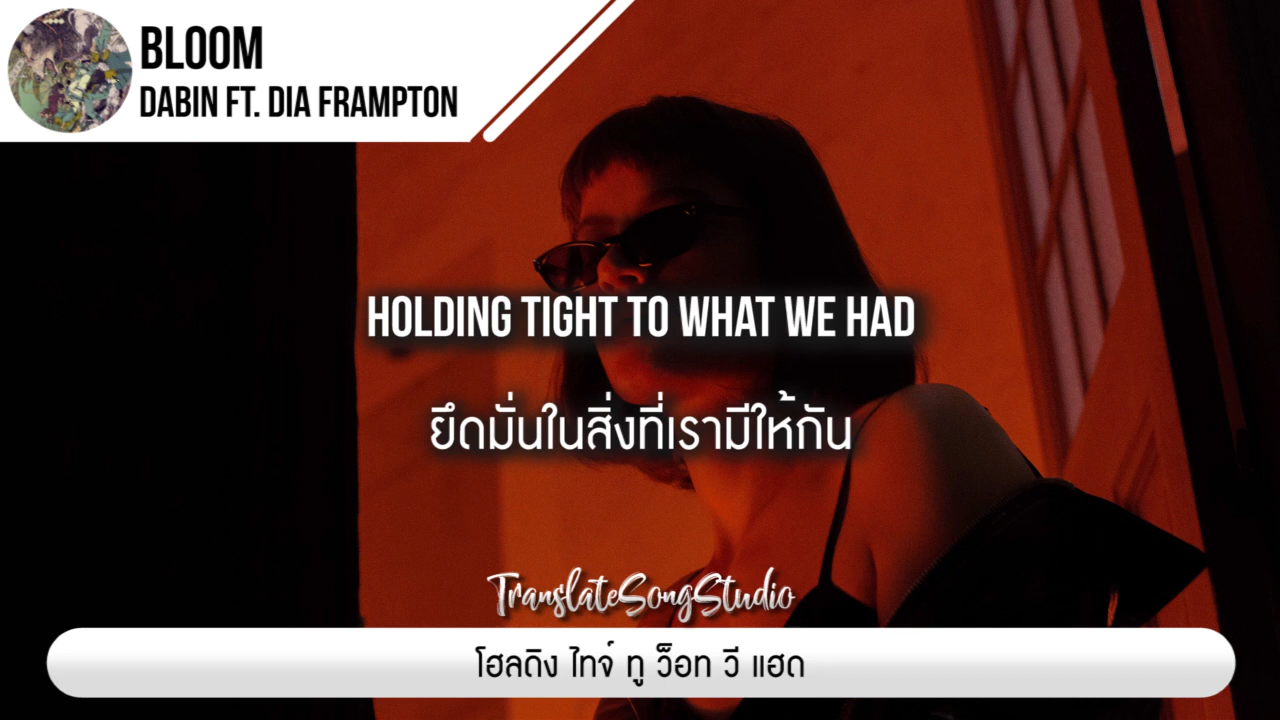 BLOOM
DABIN FT. DIA FRAMPTON
HOLDING TIGHT TO WHAT WE HAD
ยึดมั่นในสิ่งที่เรามีให้กัน
TranslateSongStudio
โฮลดิง ไทจ์ ทู ว็อท วี แฮด